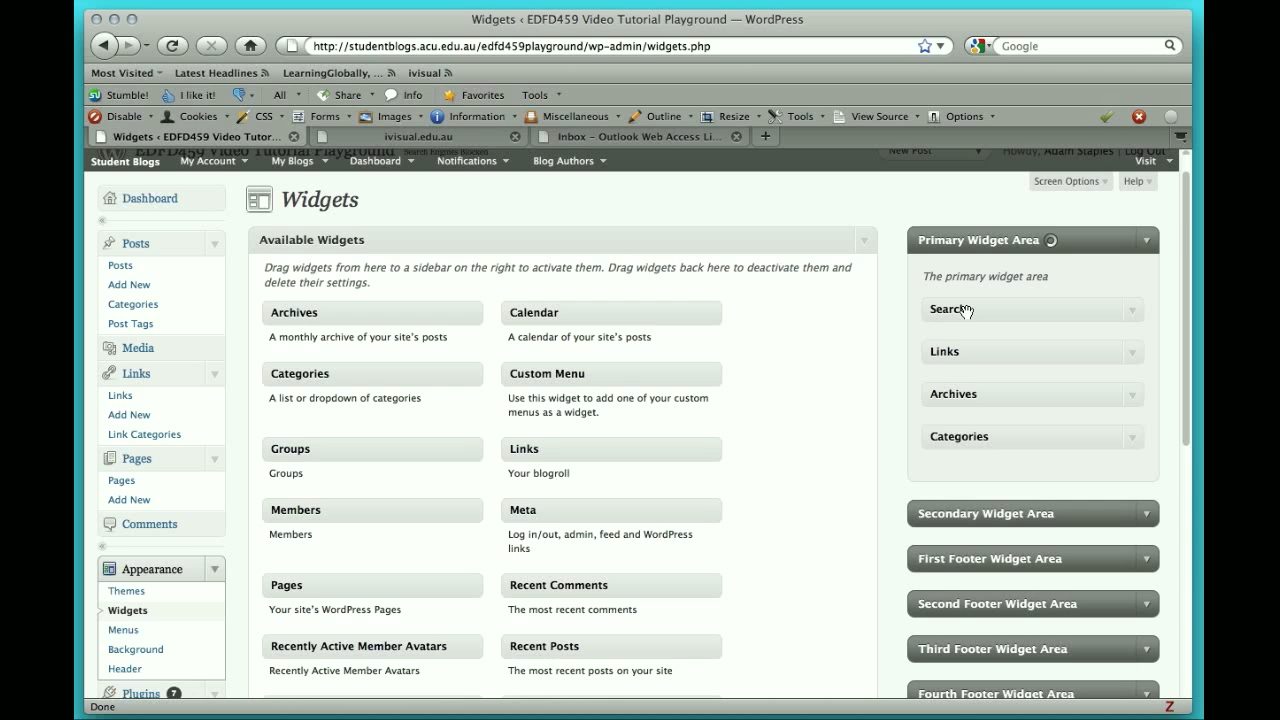 Widgets ‹ EDFD459 Video Tutorial Playground — WordPress
http://studentblogs.acu.edu.au/edfd459playground/wp-admin/widgets.php
Google
Most Visited
Latest Headlines
LearningGlobally, ...
ivisual
Stumble!
I like it!
All
Share
Info
Favorites
Tools
Disable
Cookies
CSS
Forms
Images
Information
Miscellaneous
Outline
Resize
Tools
View Source
Options
Widgets ‹ EDFD459 Video Tutor...
ivisual.edu.au
Inbox – Outlook Web Access Li...
EDFD459 Video Tutorial Playground
Search Engines Blocked
New Post
Howdy, Adam Staples | Log Out
Student Blogs
My Account
My Blogs
Dashboard
Notifications
Blog Authors
Visit
Screen Options
Help
Dashboard
Posts
Posts
Add New
Categories
Post Tags
Media
Links
Links
Add New
Link Categories
Pages
Pages
Add New
Comments
Appearance
Themes
Widgets
Menus
Background
Header
Plugins 7
Widgets
Available Widgets
Drag widgets from here to a sidebar on the right to activate them. Drag widgets back here to deactivate them and
delete their settings.
Archives
A monthly archive of your site's posts
Calendar
A calendar of your site's posts
Categories
A list or dropdown of categories
Custom Menu
Use this widget to add one of your custom
menus as a widget.
Groups
Groups
Links
Your blogroll
Members
Members
Meta
Log in/out, admin, feed and WordPress
links
Pages
Your site's WordPress Pages
Recent Comments
The most recent comments
Recently Active Member Avatars
Recently Active Member Avatars
Recent Posts
The most recent posts on your site
Primary Widget Area
The primary widget area
Search
Links
Archives
Categories
Secondary Widget Area
First Footer Widget Area
Second Footer Widget Area
Third Footer Widget Area
Fourth Footer Widget Area
Done
Z